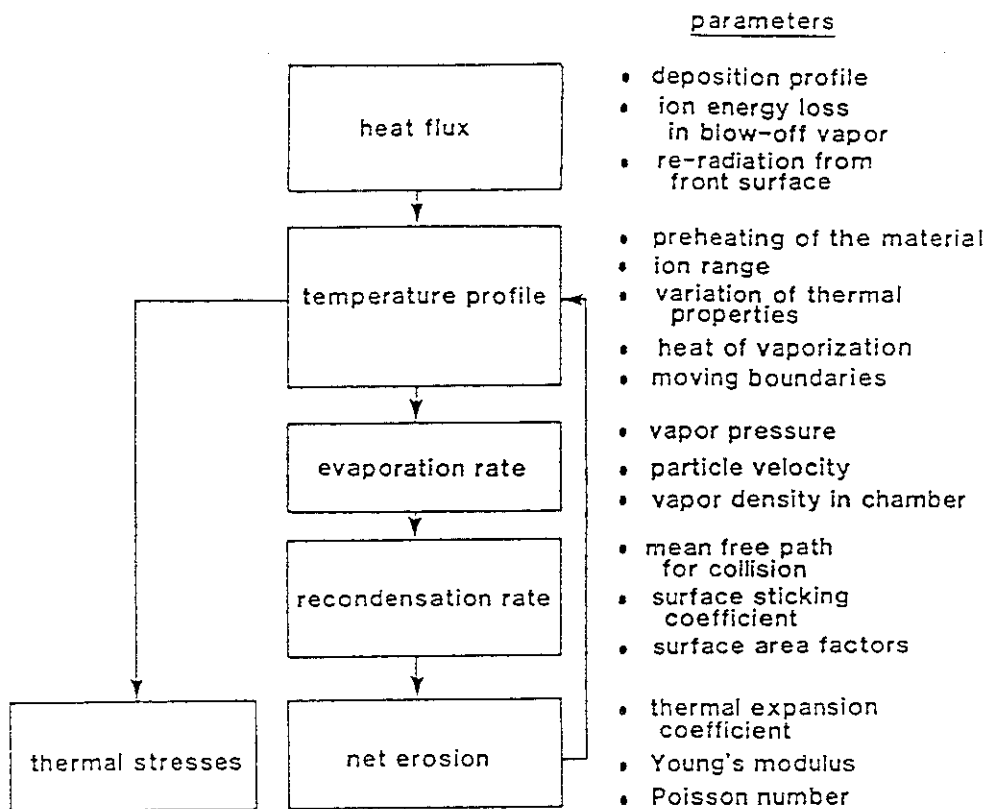 parameters
heat flux
• deposition profile
• ion energy loss
in blow-off vapor
• re-radiation from
front surface
temperature profile
• preheating of the material
• ion range
• variation of thermal
properties
• heat of vaporization
• moving boundaries
evaporation rate
• vapor pressure
• particle velocity
• vapor density in chamber
recondensation rate
• mean free path
for collision
• surface sticking
coefficient
• surface area factors
thermal stresses
net erosion
• thermal expansion
coefficient
• Young's modulus
• Poisson number